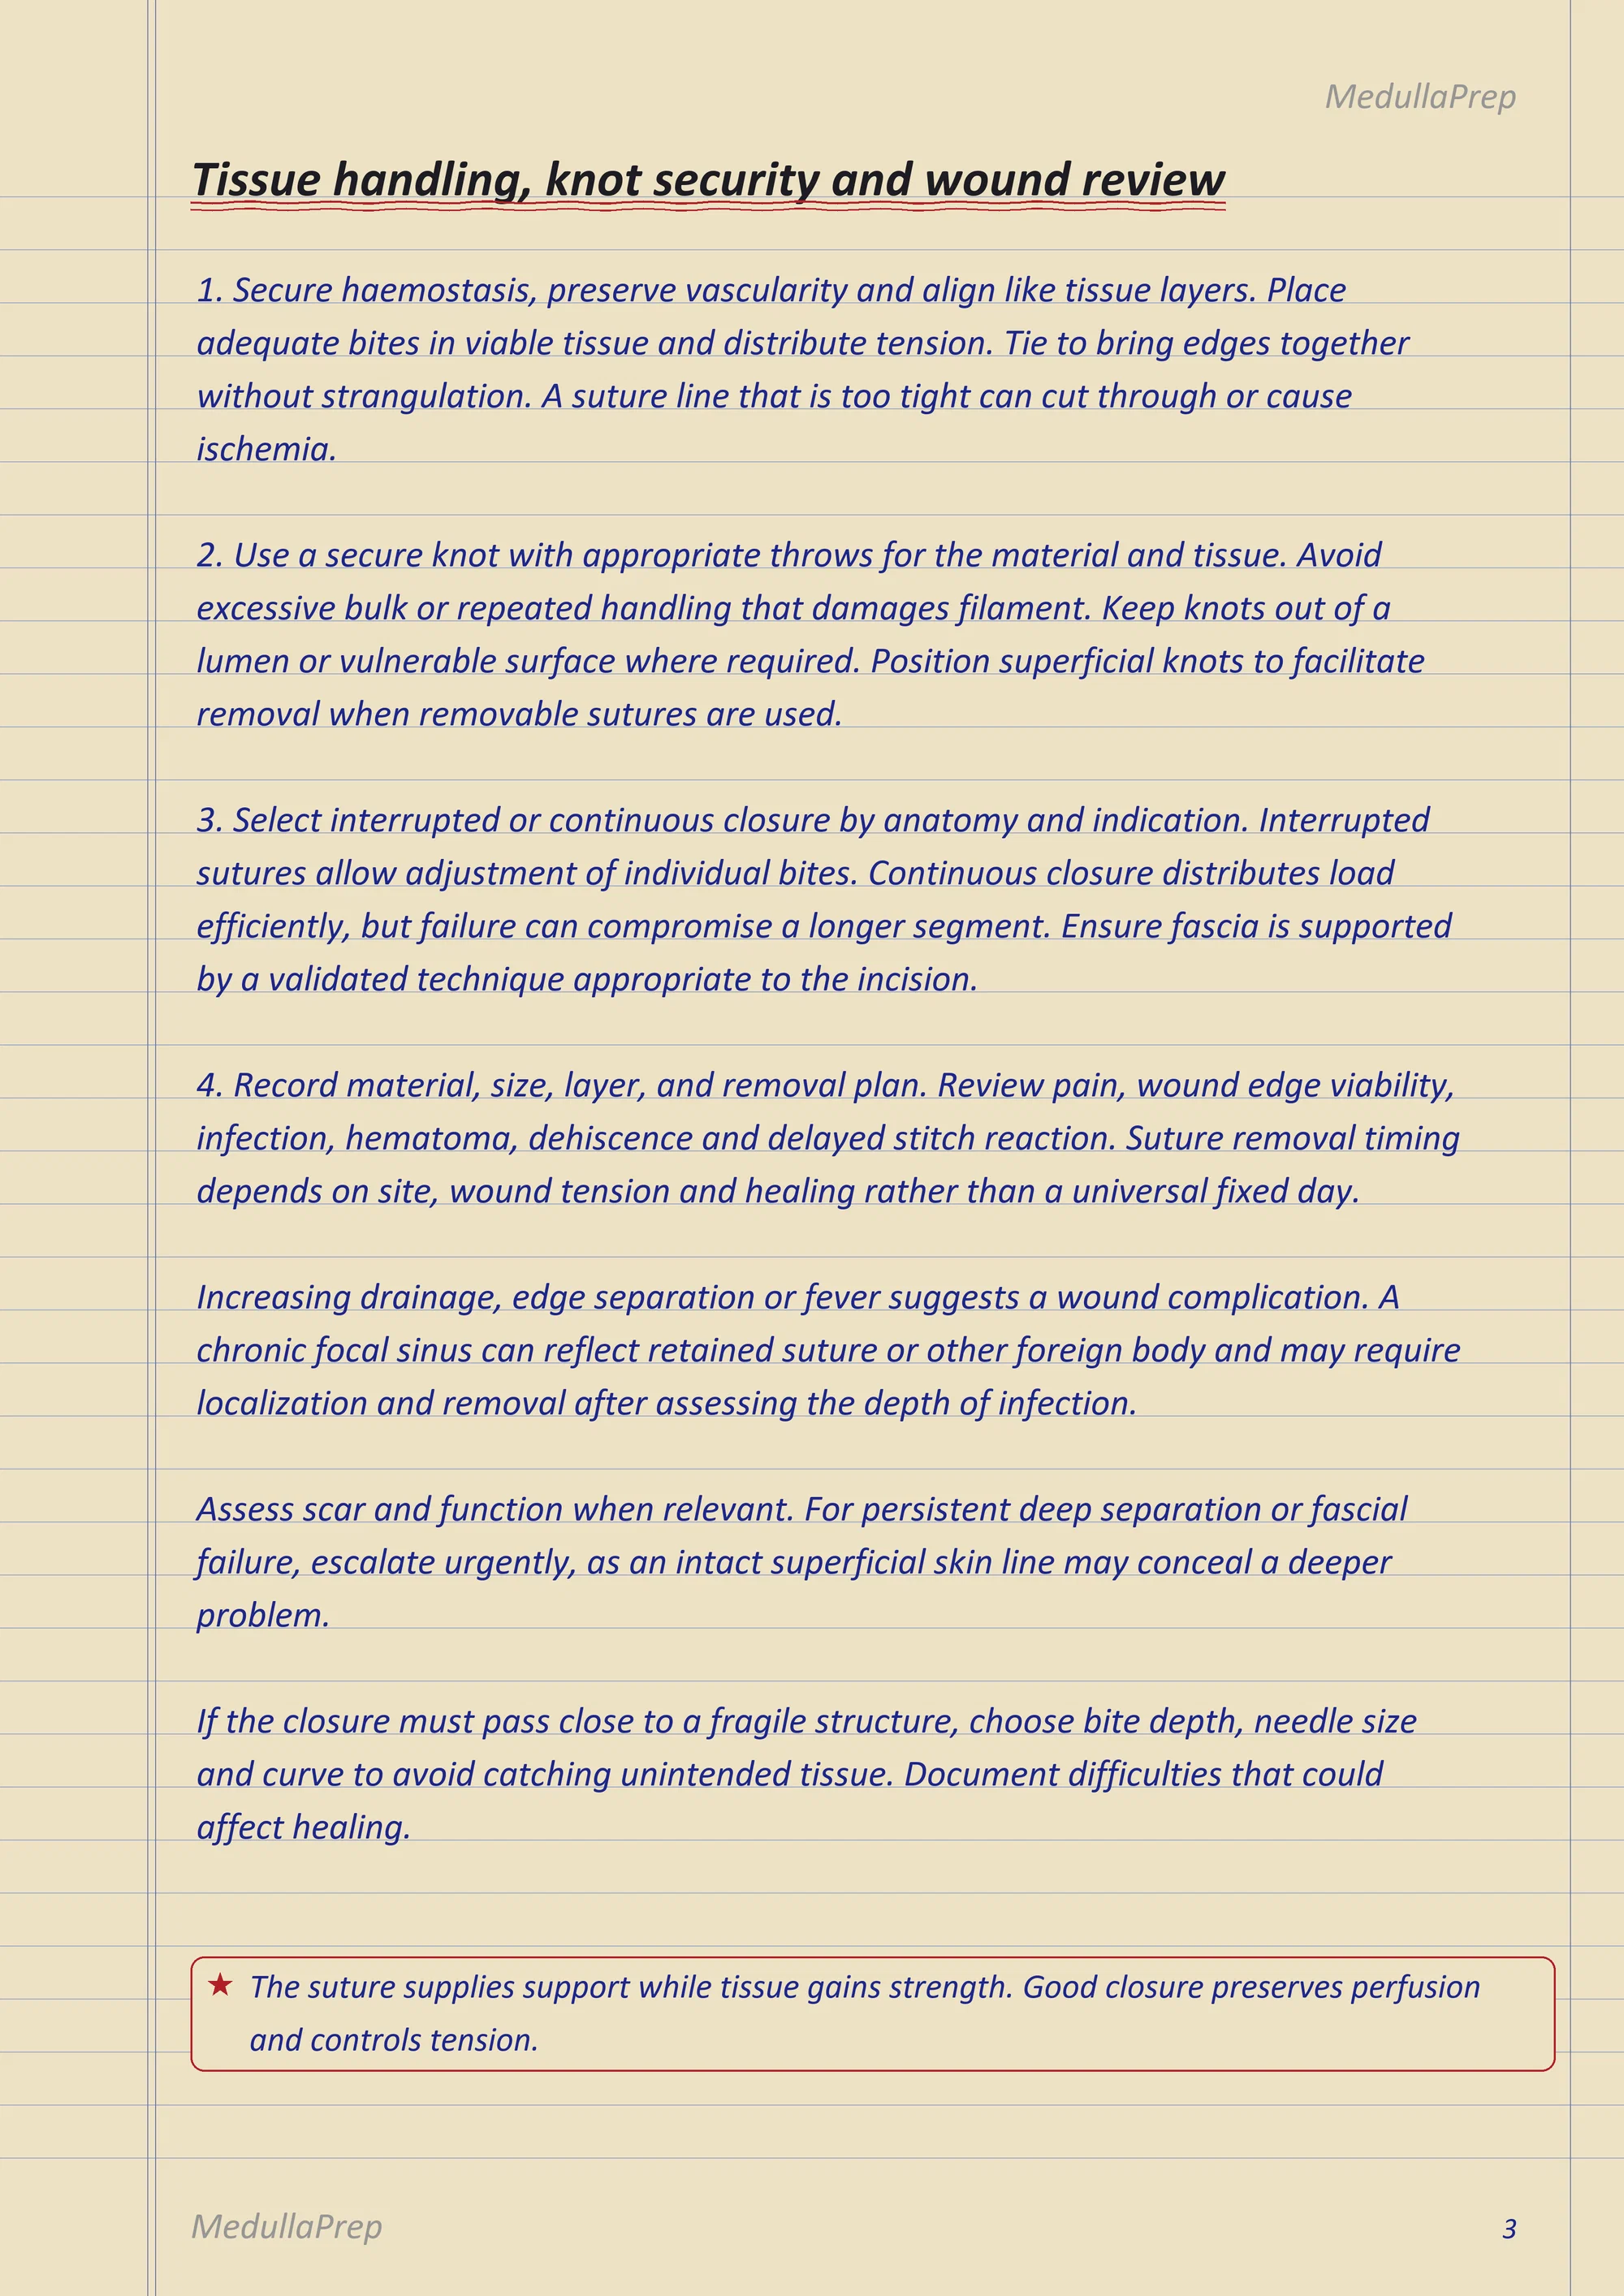 MedullaPrep
Tissue handling, knot security and wound review
1. Secure haemostasis, preserve vascularity and align like tissue layers. Place
adequate bites in viable tissue and distribute tension. Tie to bring edges together
without strangulation. A suture line that is too tight can cut through or cause
ischemia.
2. Use a secure knot with appropriate throws for the material and tissue. Avoid
excessive bulk or repeated handling that damages filament. Keep knots out of a
lumen or vulnerable surface where required. Position superficial knots to facilitate
removal when removable sutures are used.
3. Select interrupted or continuous closure by anatomy and indication. Interrupted
sutures allow adjustment of individual bites. Continuous closure distributes load
efficiently, but failure can compromise a longer segment. Ensure fascia is supported
by a validated technique appropriate to the incision.
4. Record material, size, layer, and removal plan. Review pain, wound edge viability,
infection, hematoma, dehiscence and delayed stitch reaction. Suture removal timing
depends on site, wound tension and healing rather than a universal fixed day.
Increasing drainage, edge separation or fever suggests a wound complication. A
chronic focal sinus can reflect retained suture or other foreign body and may require
localization and removal after assessing the depth of infection.
Assess scar and function when relevant. For persistent deep separation or fascial
failure, escalate urgently, as an intact superficial skin line may conceal a deeper
problem.
If the closure must pass close to a fragile structure, choose bite depth, needle size
and curve to avoid catching unintended tissue. Document difficulties that could
affect healing.
★ The suture supplies support while tissue gains strength. Good closure preserves perfusion
and controls tension.
MedullaPrep
3